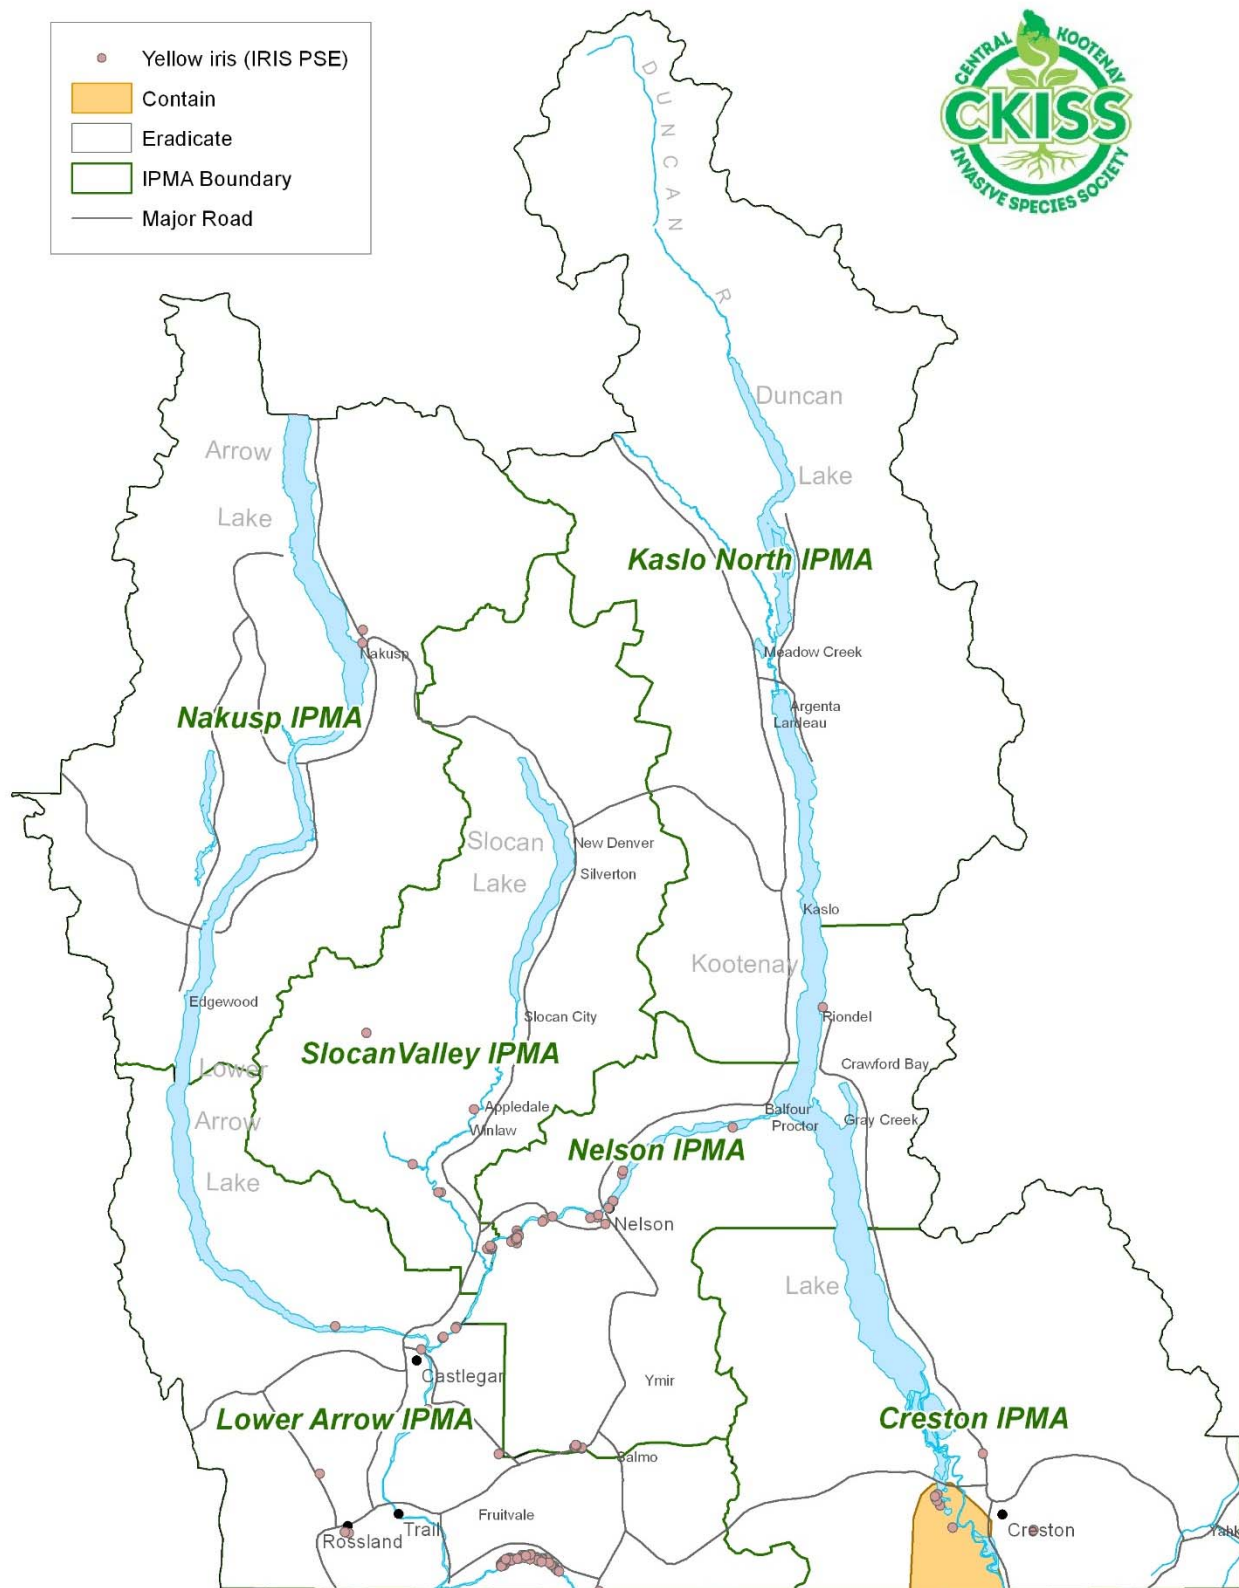 Yellow iris (IRIS PSE)
Contain
Eradicate
IPMA Boundary
Major Road
CENTRAL KOOTENAY
CKISS
INVASIVE SPECIES SOCIETY
DUNCAN R
Duncan
Lake
Arrow
Lake
Kaslo North IPMA
Nakusp
Meadow Creek
Nakusp IPMA
Argenta
Lardeau
Slocan
Lake
New Denver
Silverton
Kaslo
Kootenay
Edgewood
Slocan City
Riondel
SlocanValley IPMA
Crawford Bay
Lower
Arrow
Lake
Appledale
Winlaw
Balfour
Proctor
Gray Creek
Nelson IPMA
Nelson
Lake
Castlegar
Ymir
Lower Arrow IPMA
Creston IPMA
Salmo
Fruitvale
Trail
Rossland
Creston
Yahk